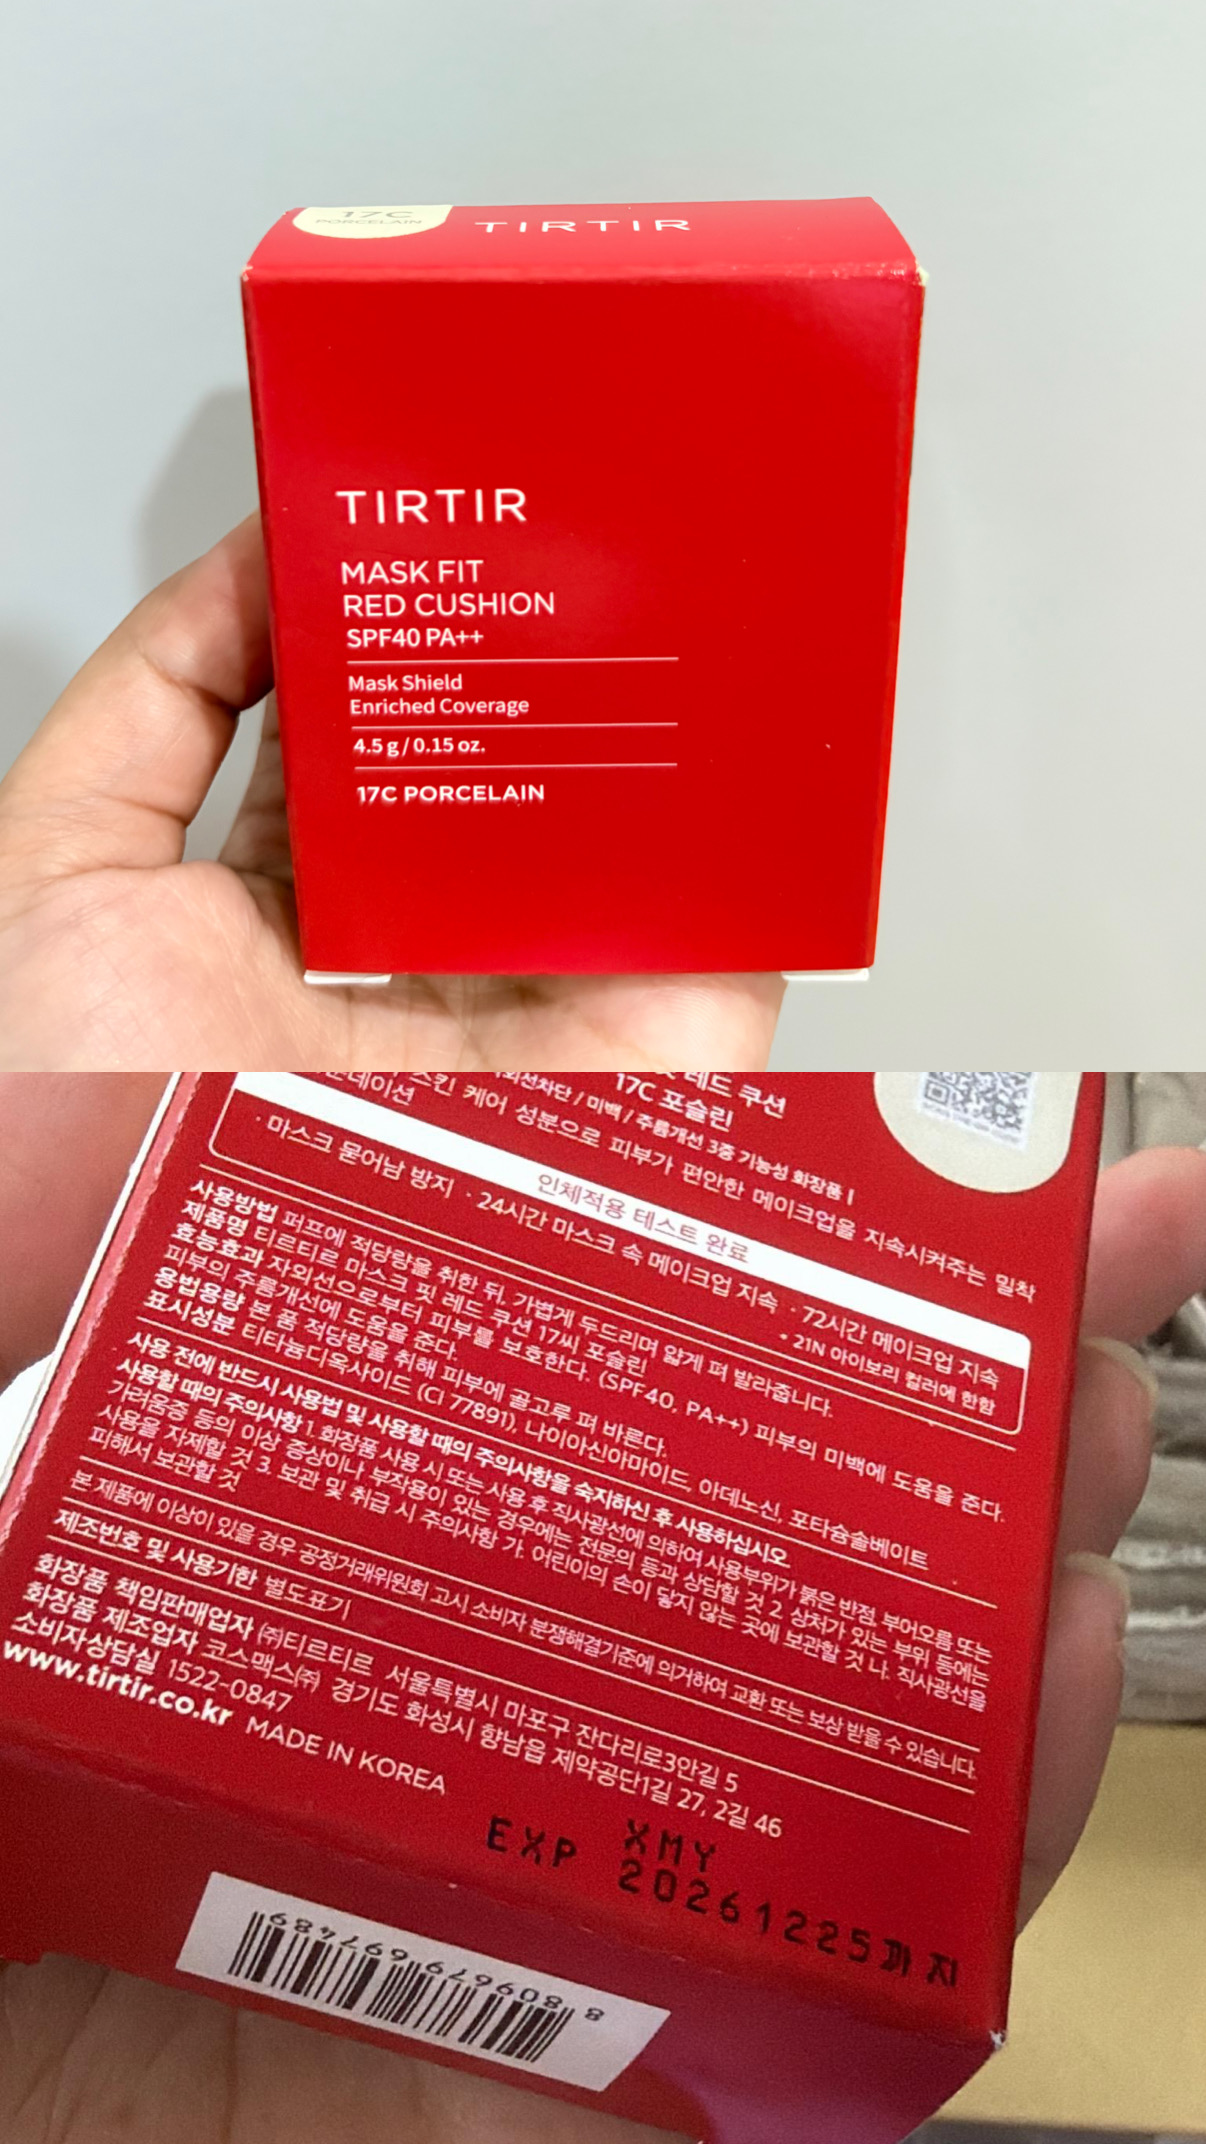 17C
PORCELAIN
TIRTIR
TIRTIR
MASK FIT
RED CUSHION
SPF40 PA++
Mask Shield
Enriched Coverage
4.5 g / 0.15 oz.
17C PORCELAIN
레드 쿠션
17C 포슬린
자외선차단 / 미백 / 주름개선 3중 기능성 화장품 |
스킨 케어 성분으로 피부가 편안한 메이크업을 지속시켜주는 밀착
파운데이션
인체적용 테스트 완료
· 마스크 묻어남 방지 · 24시간 마스크 속 메이크업 지속 · 72시간 메이크업 지속
* 21N 아이보리 컬러에 한함
사용방법 퍼프에 적당량을 취한 뒤, 가볍게 두드리며 얇게 펴 발라줍니다.
제품명 티르티르 마스크 핏 레드 쿠션 17씨 포슬린
효능효과 자외선으로부터 피부를 보호한다. (SPF40, PA++) 피부의 미백에 도움을 준다.
피부의 주름개선에 도움을 준다.
용법용량 본 품 적당량을 취해 피부에 골고루 펴 바른다.
표시성분 티타늄디옥사이드 (CI 77891), 나이아신아마이드, 아데노신, 포타슘솔베이트
사용 전에 반드시 사용법 및 사용할 때의 주의사항을 숙지하신 후 사용하십시오.
사용할 때의 주의사항 1. 화장품 사용 시 또는 사용 후 직사광선에 의하여 사용부위가 붉은 반점, 부어오름 또는
가려움증 등의 이상 증상이나 부작용이 있는 경우에는 전문의 등과 상담할 것 2. 상처가 있는 부위 등에는
사용을 자제할 것 3. 보관 및 취급 시 주의사항 가. 어린이의 손이 닿지 않는 곳에 보관할 것 나. 직사광선을
피해서 보관할 것
본 제품에 이상이 있을 경우 공정거래위원회 고시 소비자 분쟁해결기준에 의거하여 교환 또는 보상 받을 수 있습니다.
제조번호 및 사용기한 별도표기
화장품 책임판매업자 ㈜티르티르 서울특별시 마포구 잔다리로3안길 5
화장품 제조업자 코스맥스㈜ 경기도 화성시 향남읍 제약공단1길 27, 2길 46
소비자상담실 1522-0847
www.tirtir.co.kr MADE IN KOREA
XMY
EXP 20261225까지
8 809679 697489